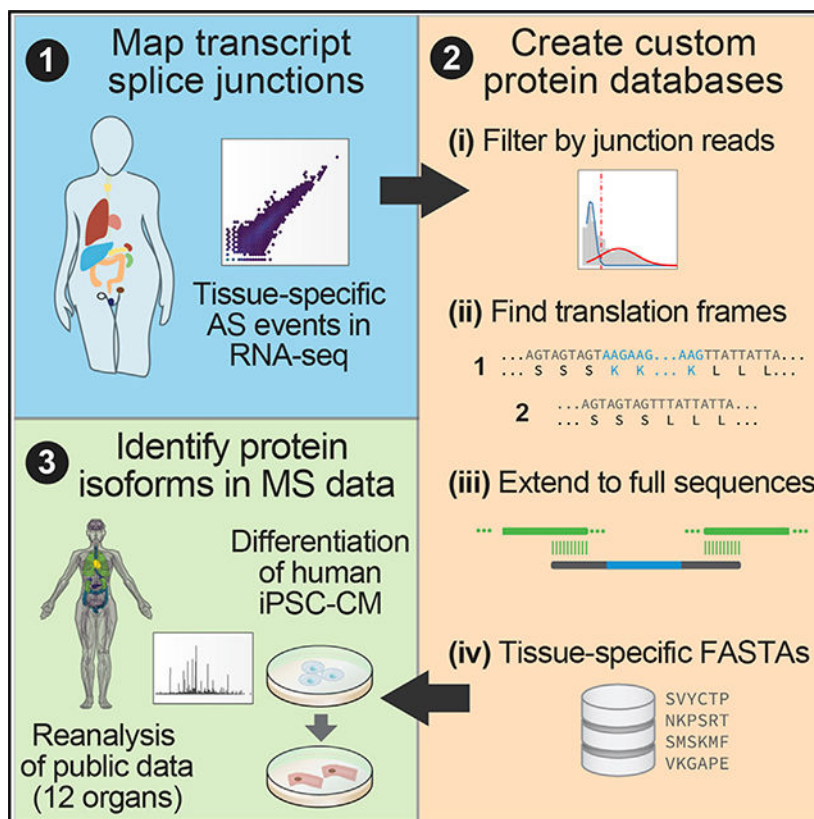 1 Map transcript
splice junctions
Tissue-specific
AS events in
RNA-seq
2 Create custom
protein databases
(i) Filter by junction reads
(ii) Find translation frames
...AGTAGTAGTAAGAAG...AAGTTATTATTA...
1 ... S S S K K ... K L L L...
...AGTAGTAGTTTATTATTA...
2 ... S S S L L L ...
(iii) Extend to full sequences
(iv) Tissue-specific FASTAs
SVYCTP
NKPSRT
SMSKMF
VKGAPE
3 Identify protein
isoforms in MS data
Differentiation
of human
iPSC-CM
Reanalysis
of public data
(12 organs)